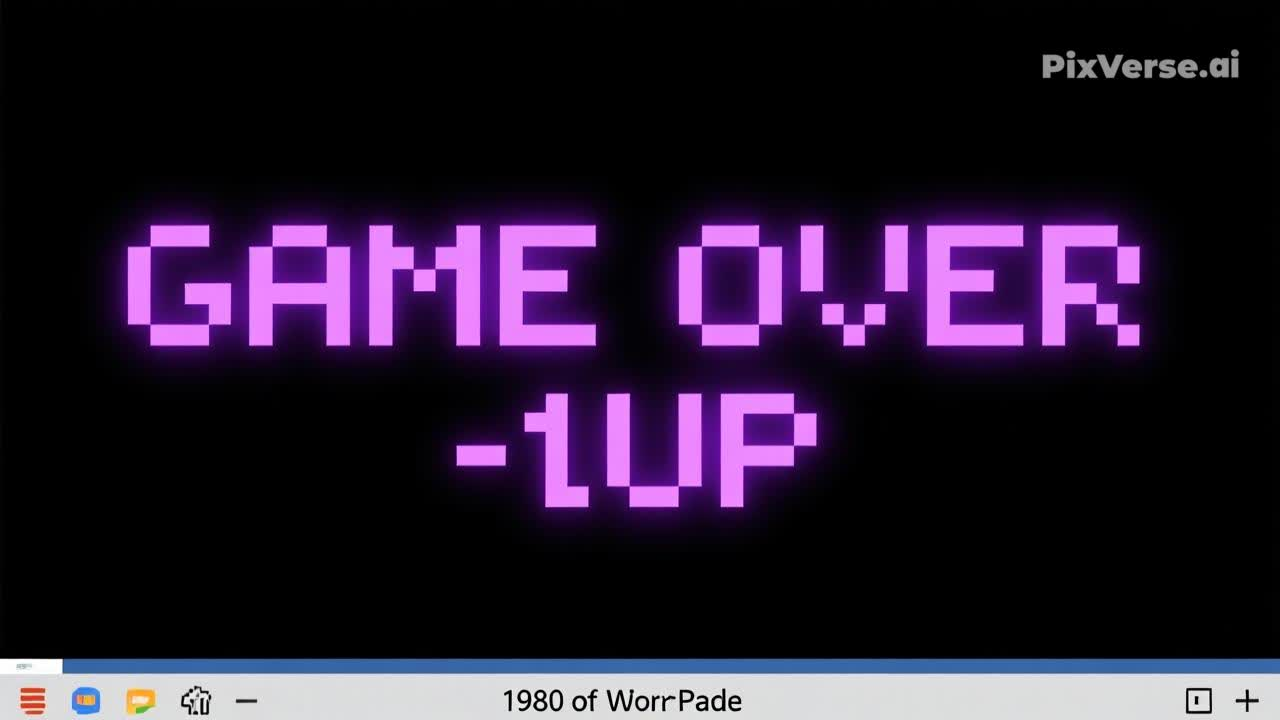 PixVerse.ai
GAME OVER
-1UP
1980 of WorrPade